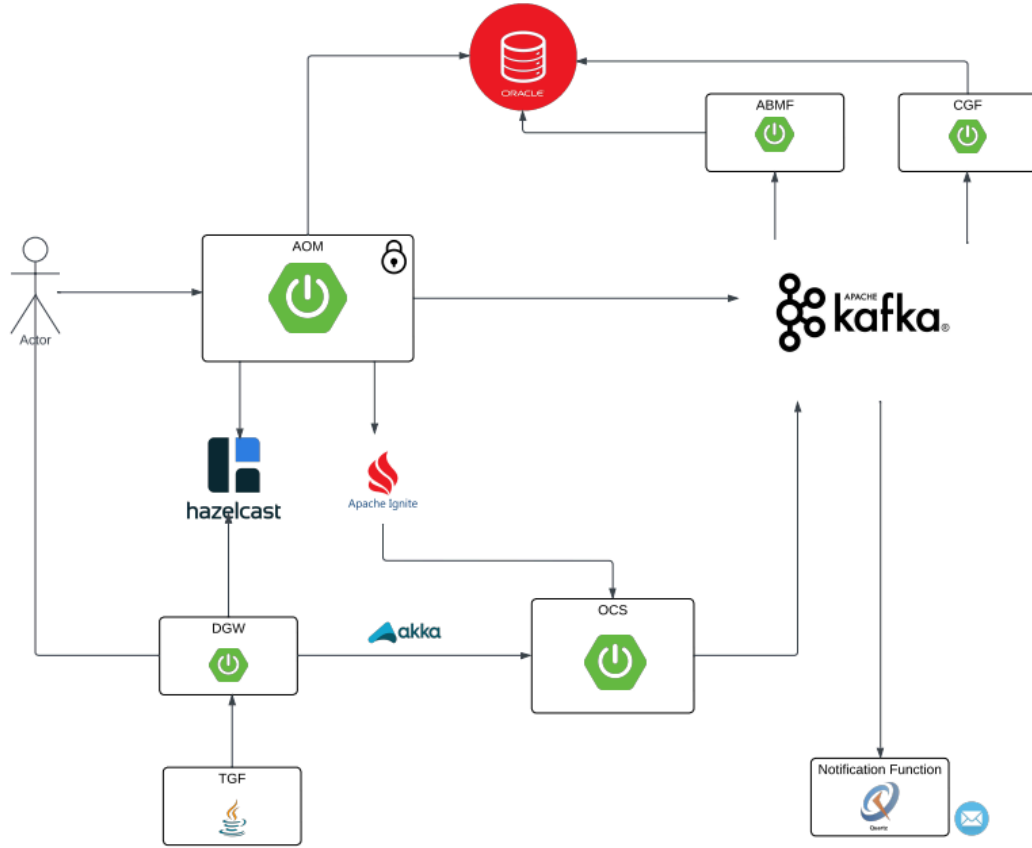 ORACLE
ABMF
CGF
AOM
Actor
APACHE
kafka®
hazelcast
Apache Ignite
DGW
akka
OCS
TGF
Notification Function
Quartz